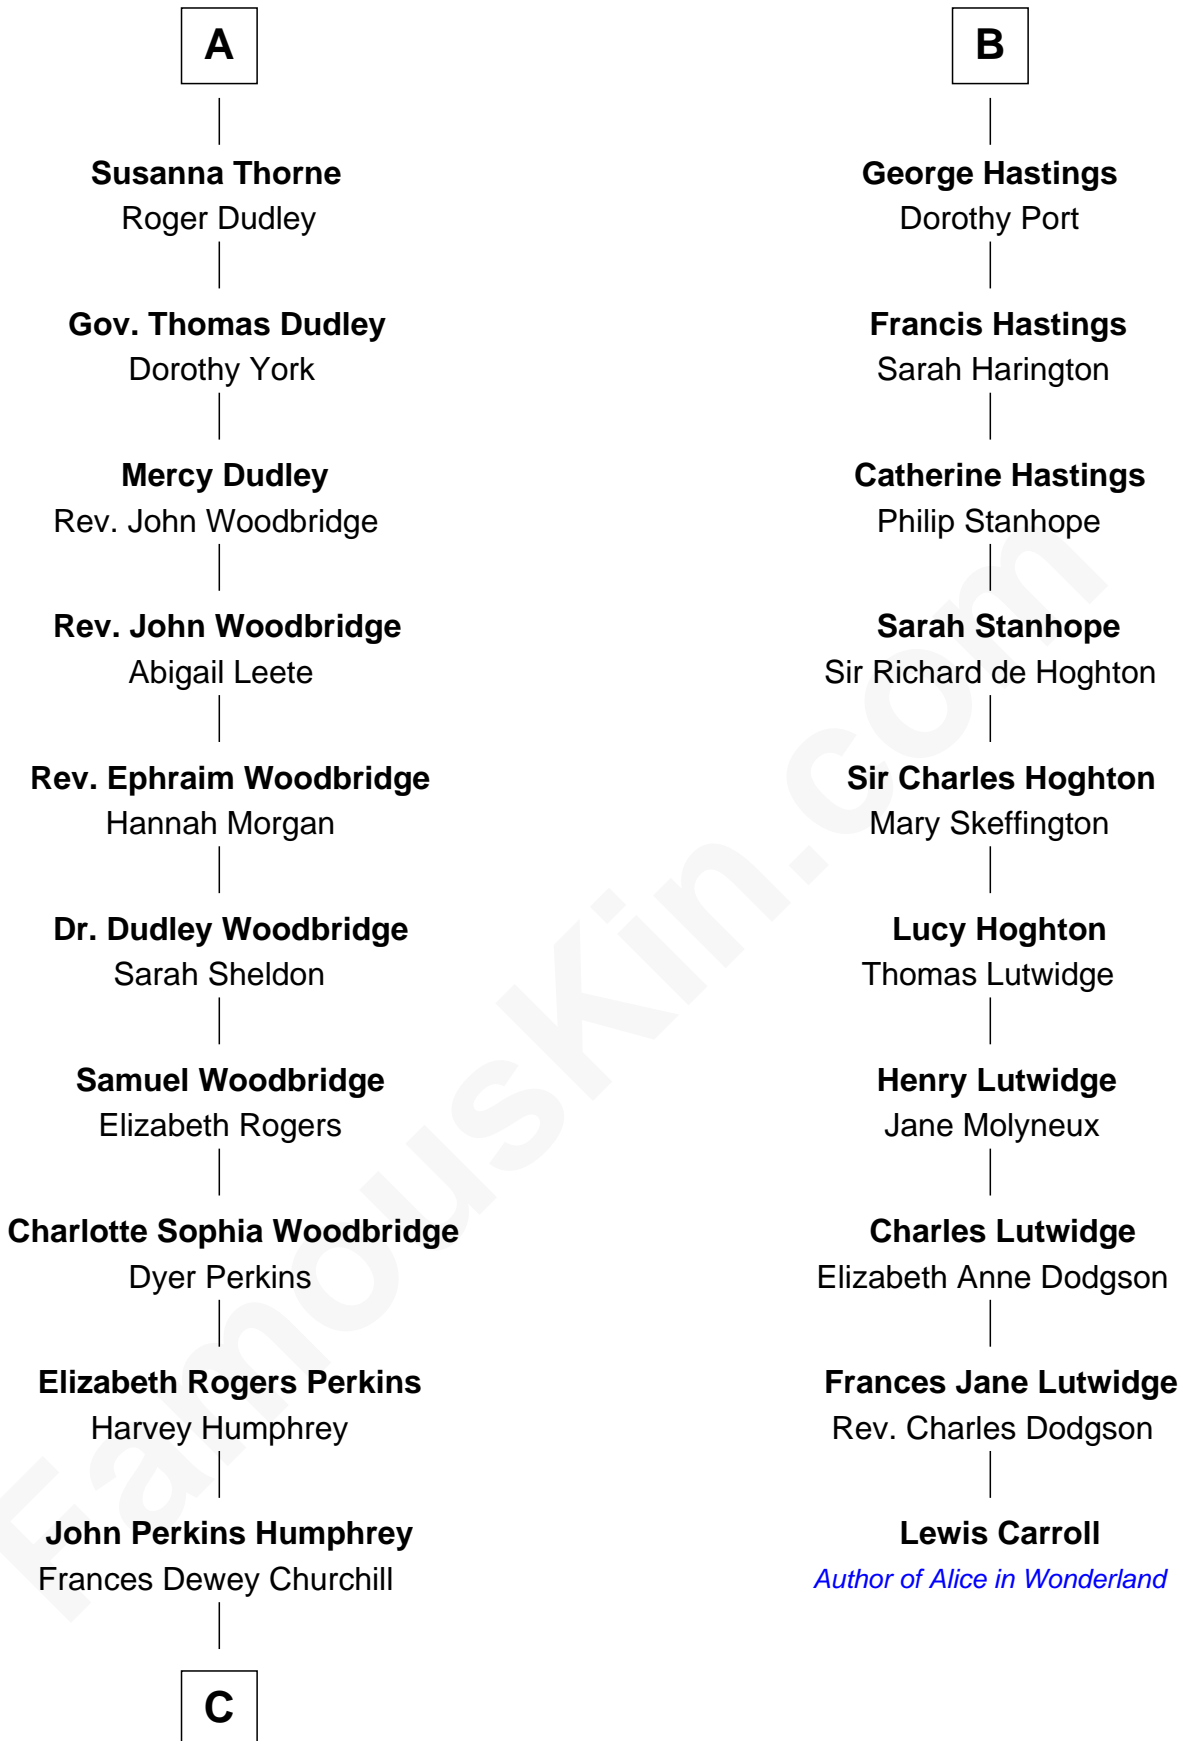 A
Susanna Thorne
Roger Dudley
Gov. Thomas Dudley
Dorothy York
Mercy Dudley
Rev. John Woodbridge
Rev. John Woodbridge
Abigail Leete
Rev. Ephraim Woodbridge
Hannah Morgan
Dr. Dudley Woodbridge
Sarah Sheldon
Samuel Woodbridge
Elizabeth Rogers
Charlotte Sophia Woodbridge
Dyer Perkins
Elizabeth Rogers Perkins
Harvey Humphrey
John Perkins Humphrey
Frances Dewey Churchill
C
B
George Hastings
Dorothy Port
Francis Hastings
Sarah Harington
Catherine Hastings
Philip Stanhope
Sarah Stanhope
Sir Richard de Hoghton
Sir Charles Hoghton
Mary Skeffington
Lucy Hoghton
Thomas Lutwidge
Henry Lutwidge
Jane Molyneux
Charles Lutwidge
Elizabeth Anne Dodgson
Frances Jane Lutwidge
Rev. Charles Dodgson
Lewis Carroll
Author of Alice in Wonderland
FamousKin.com